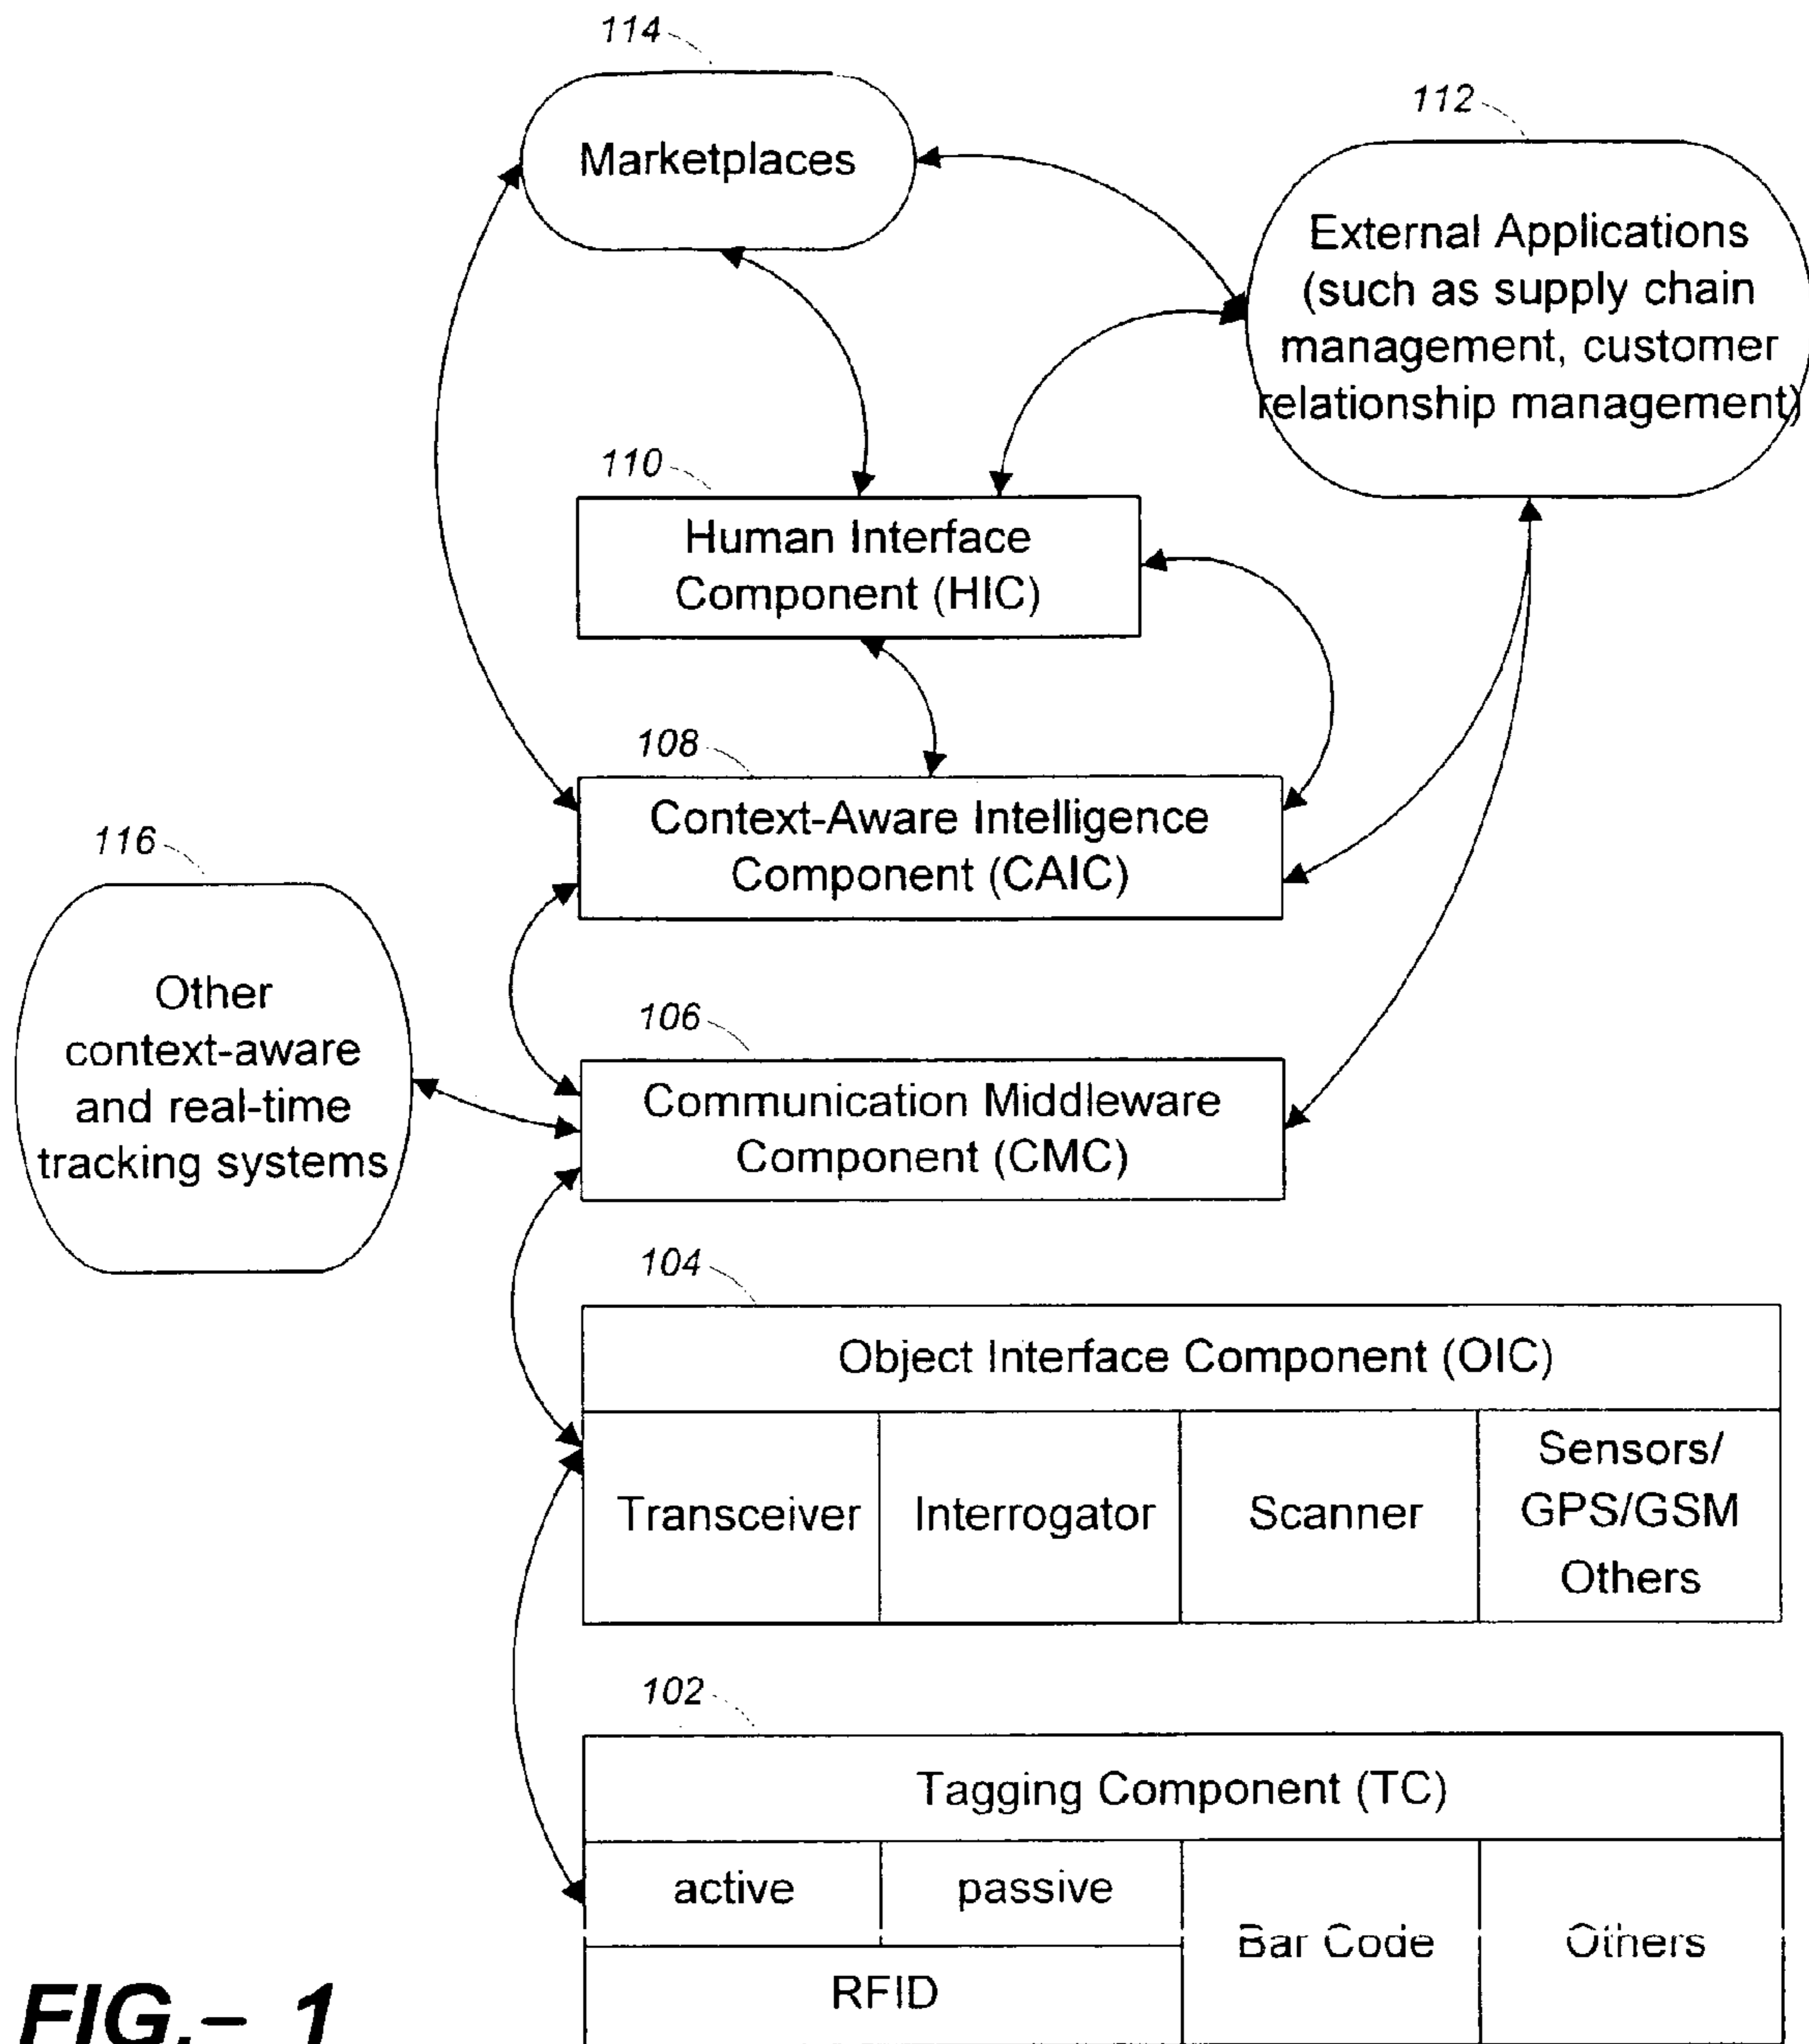 114
Marketplaces
112
External Applications
(such as supply chain
management, customer
relationship management)
110
Human Interface
Component (HIC)
108
Context-Aware Intelligence
Component (CAIC)
116
Other
context-aware
and real-time
tracking systems
106
Communication Middleware
Component (CMC)
104
Object Interface Component (OIC)
Transceiver
Interrogator
Scanner
Sensors/
GPS/GSM
Others
102
Tagging Component (TC)
active
passive
Bar Code
Others
RFID
FIG.- 1